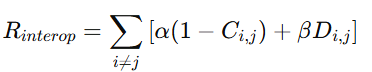 $R_{interop} = \sum_{i \neq j} [\alpha(1 - C_{i,j}) + \beta D_{i,j}]$